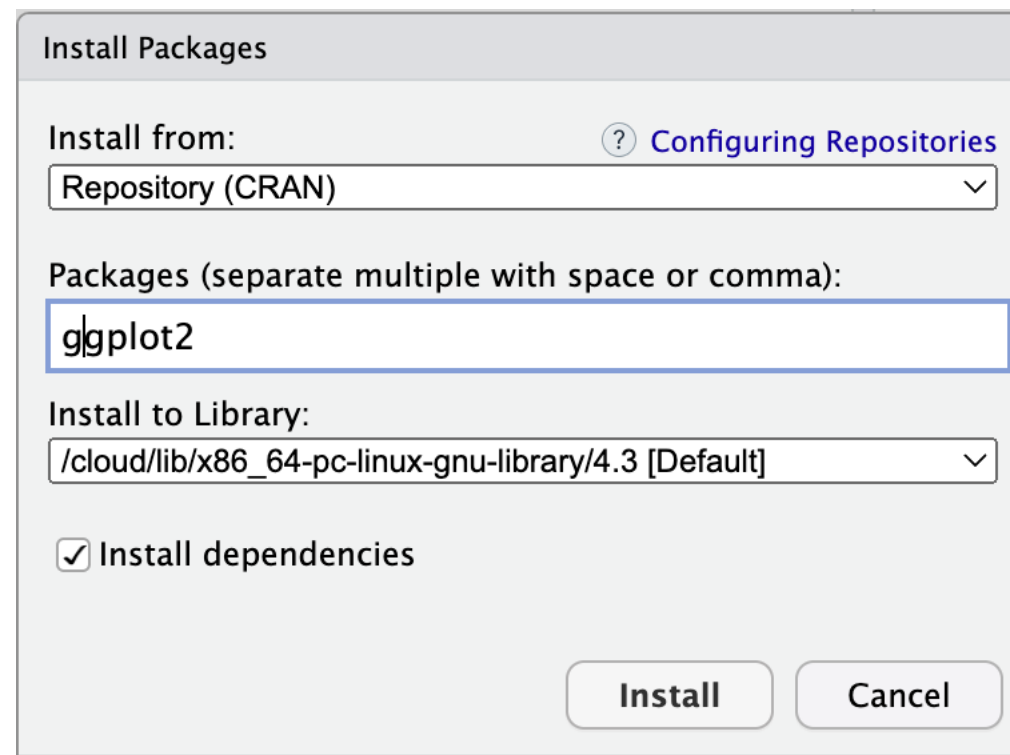 Install Packages
Install from:
? Configuring Repositories
Repository (CRAN)
Packages (separate multiple with space or comma):
ggplot2
Install to Library:
/cloud/lib/x86_64-pc-linux-gnu-library/4.3 [Default]
Install dependencies
Install
Cancel